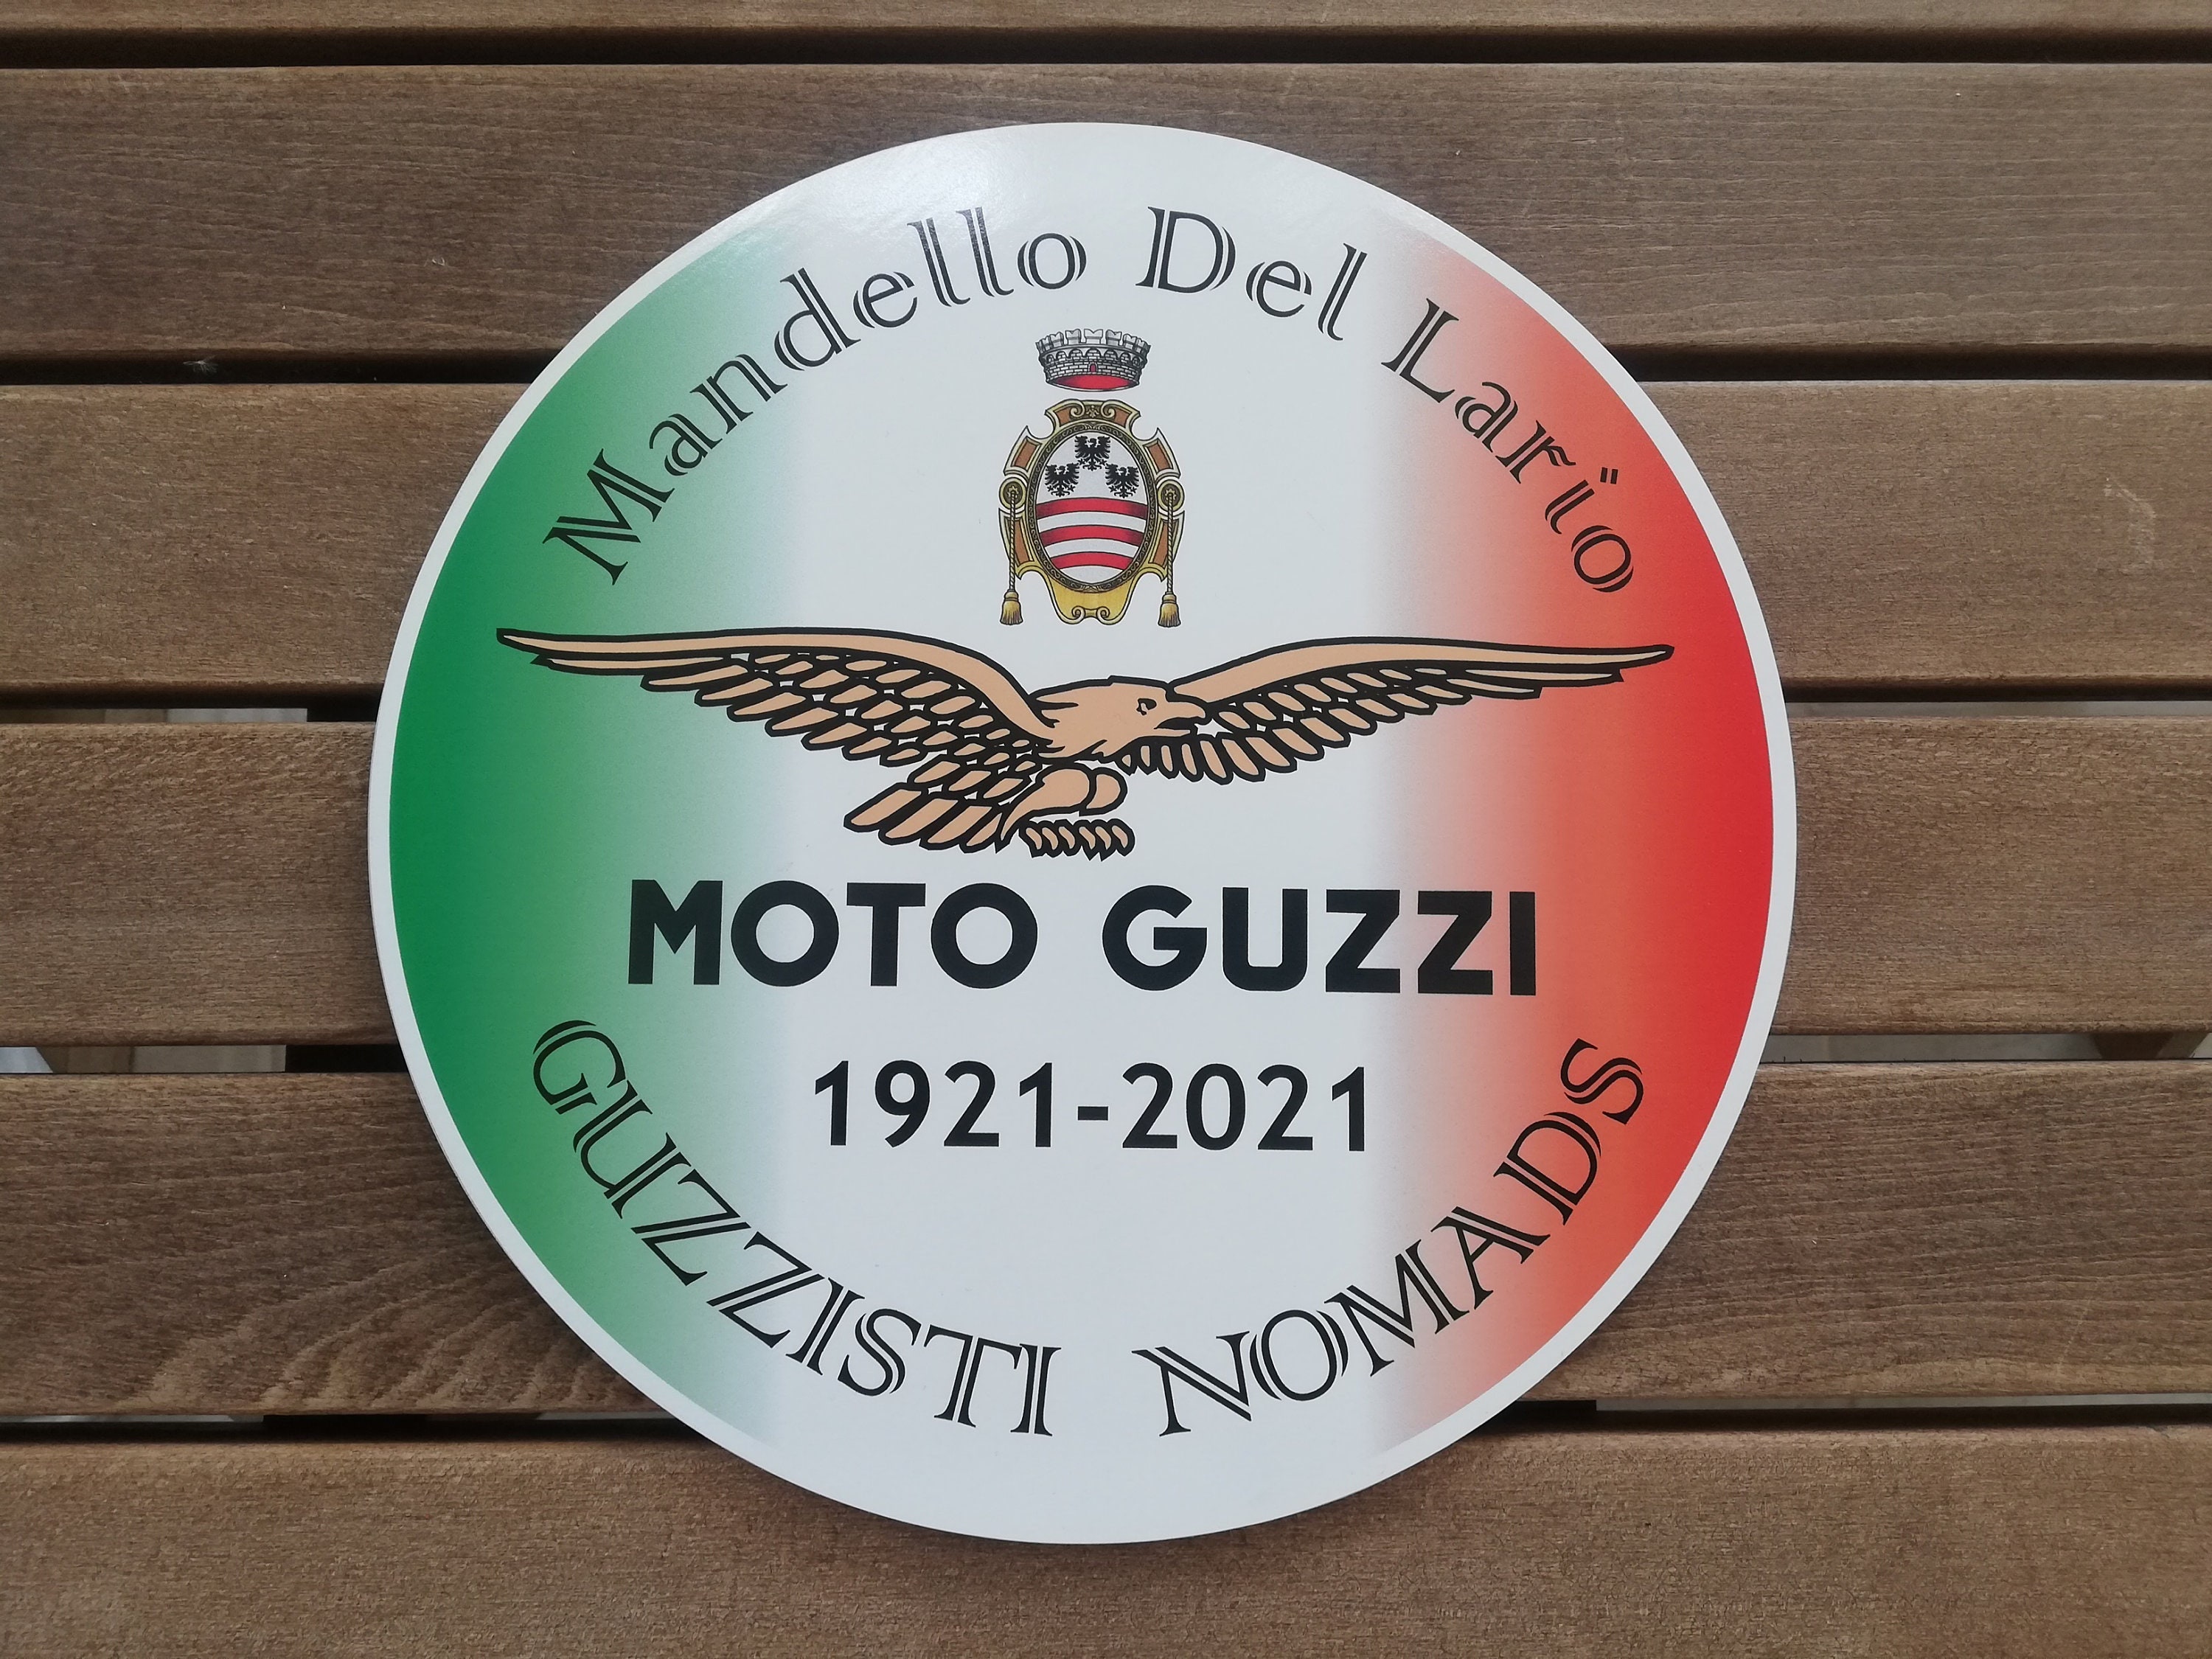 Mandello Del Lario
MOTO GUZZI
1921-2021
GUZZISTI NOMADS